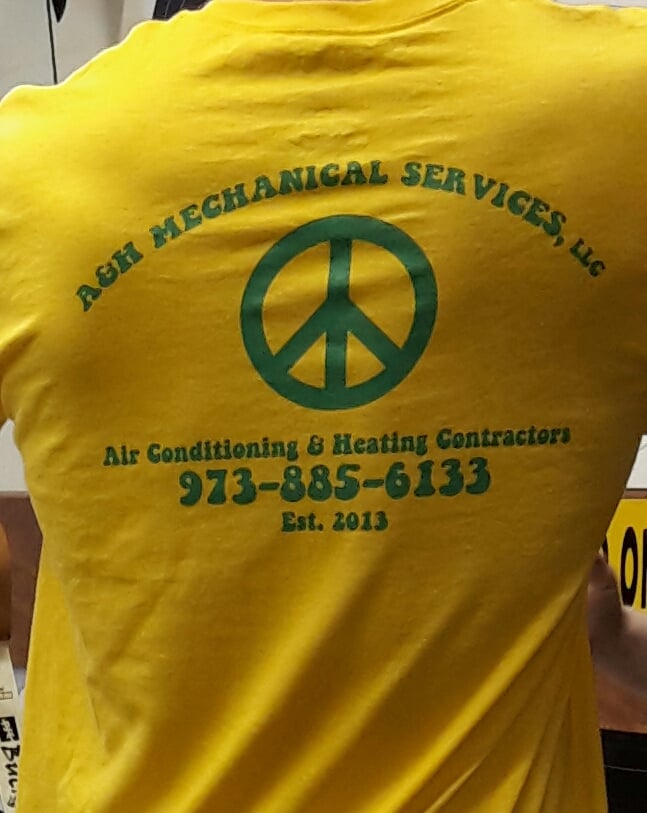 A&H MECHANICAL SERVICES, LLC
Air Conditioning & Heating Contractors
973-885-6133
Est. 2013